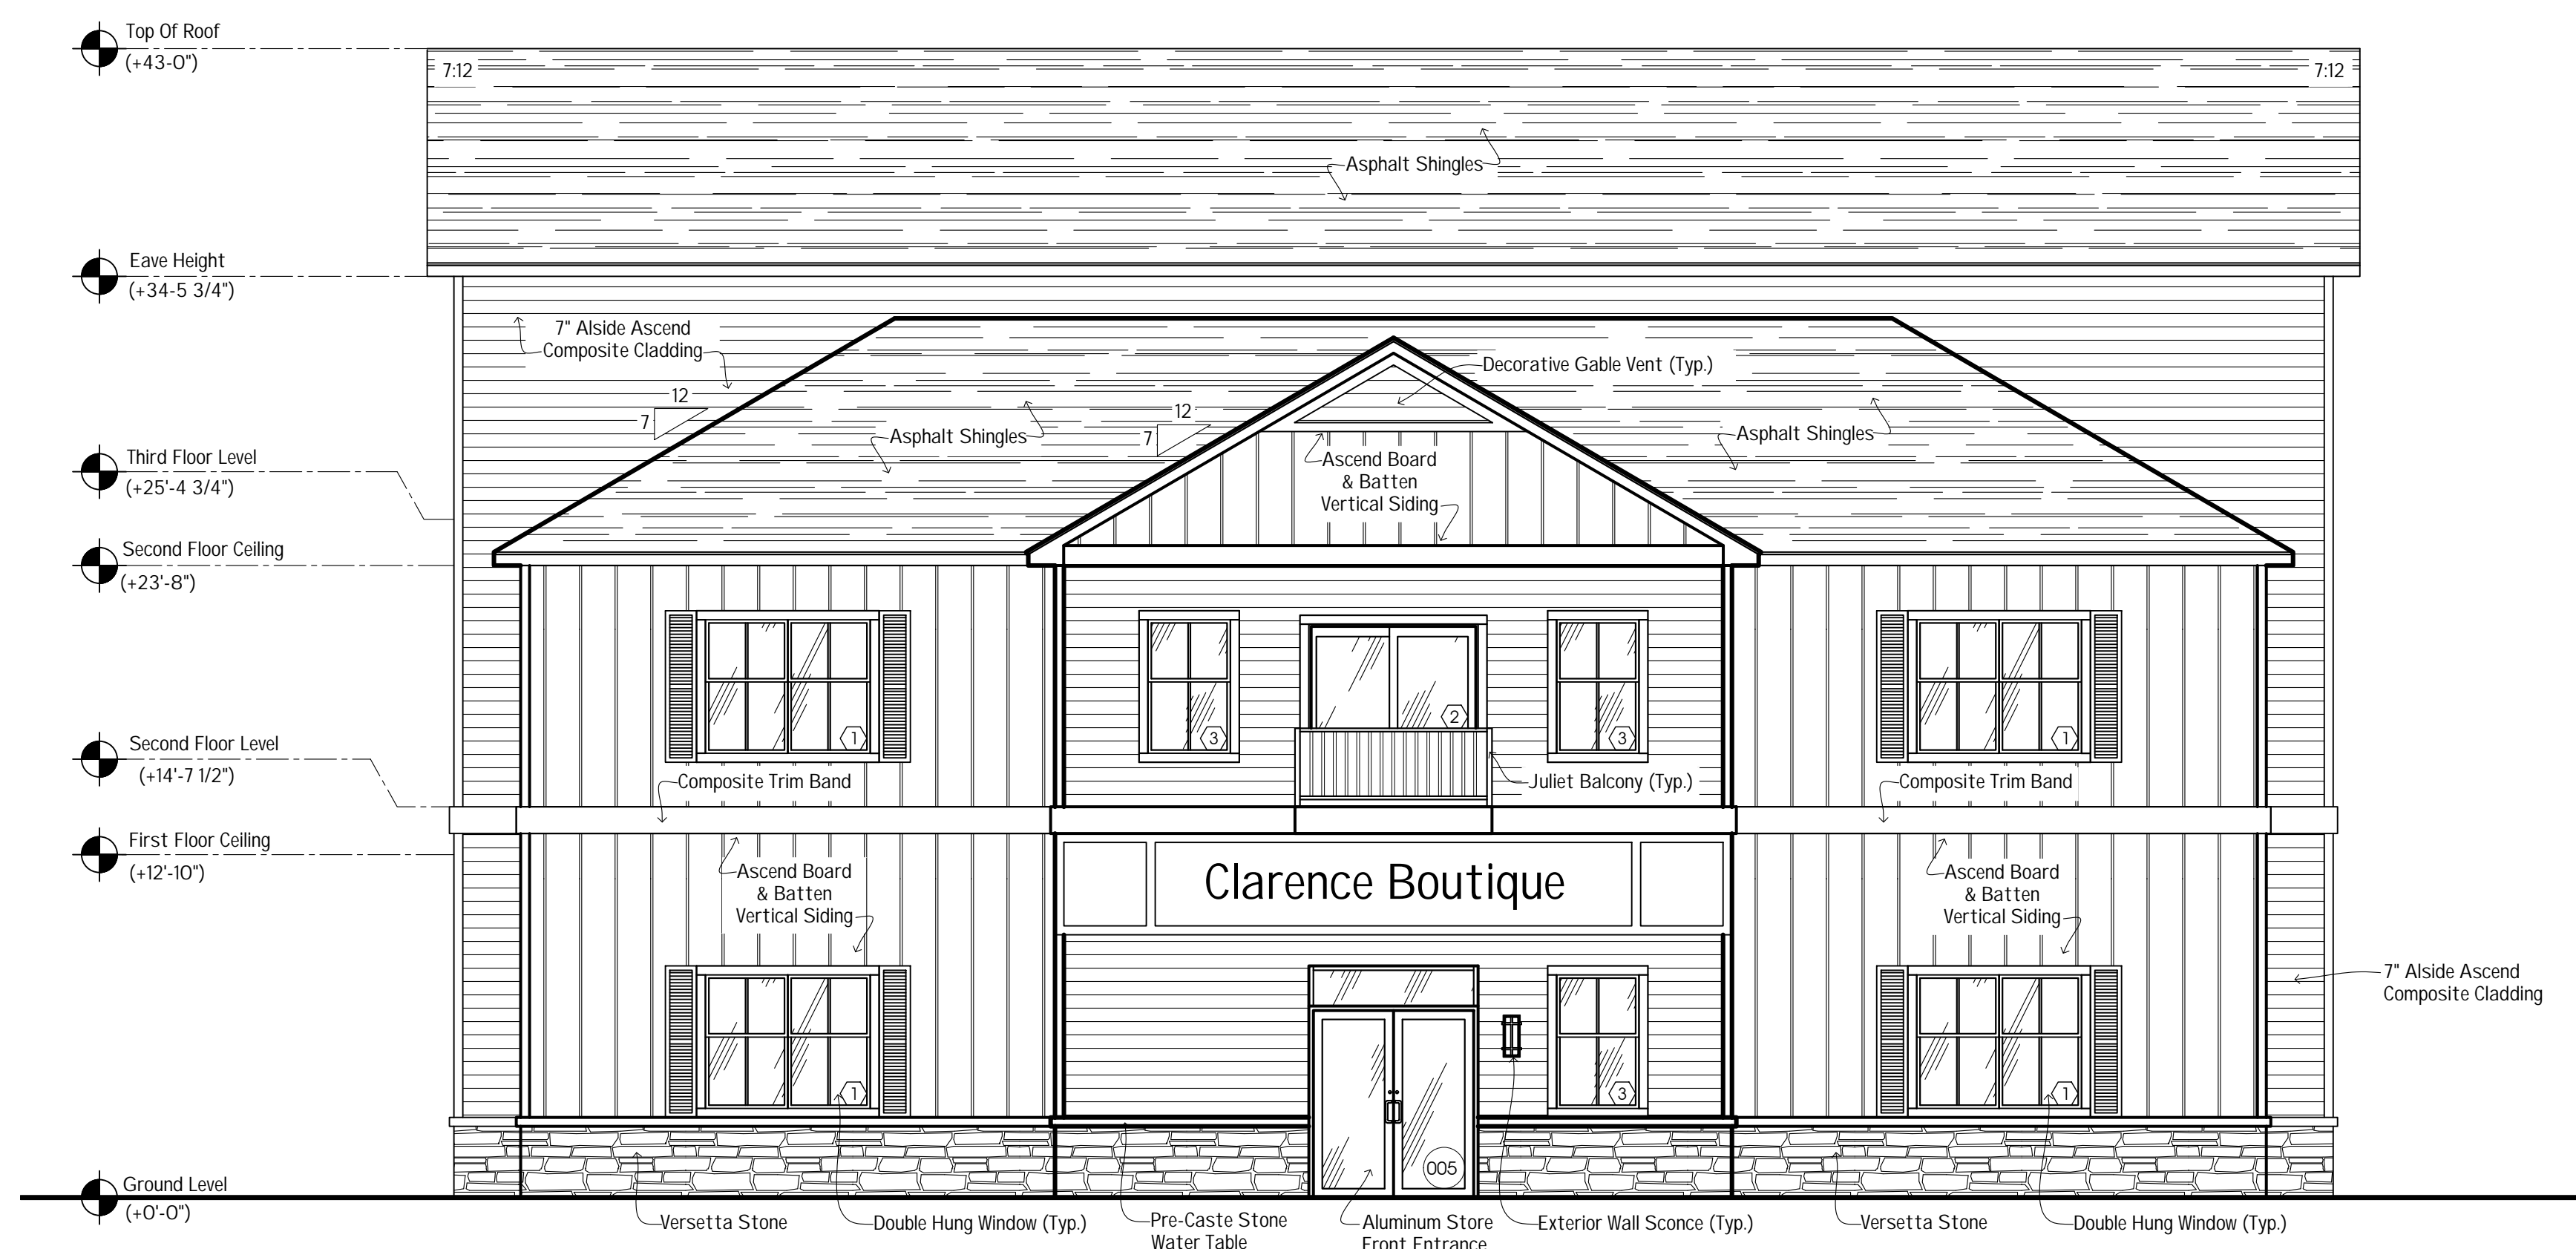 Top Of Roof
(+43-0")
7:12
7:12
Asphalt Shingles
Eave Height
(+34-5 3/4")
7" Alside Ascend
Composite Cladding
Decorative Gable Vent (Typ.)
12
7
12
7
Asphalt Shingles
Asphalt Shingles
Third Floor Level
(+25'-4 3/4")
Ascend Board
& Batten
Vertical Siding
Second Floor Ceiling
(+23'-8")
1
3
2
3
1
Second Floor Level
(+14'-7 1/2")
Composite Trim Band
Juliet Balcony (Typ.)
Composite Trim Band
First Floor Ceiling
(+12'-10")
Ascend Board
& Batten
Vertical Siding
Clarence Boutique
Ascend Board
& Batten
Vertical Siding
7" Alside Ascend
Composite Cladding
1
3
1
005
Ground Level
(+0'-0")
Versetta Stone
Double Hung Window (Typ.)
Pre-Caste Stone
Water Table
Aluminum Store
Front Entrance
Exterior Wall Sconce (Typ.)
Versetta Stone
Double Hung Window (Typ.)